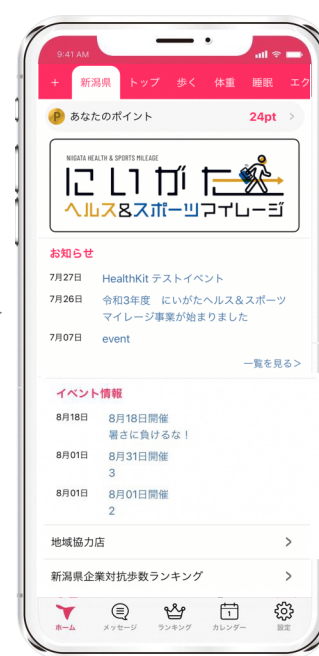 9:41 AM
+ 新潟県 トップ 歩く 体重 睡眠 エク
P あなたのポイント 24pt >
NIIGATA HEALTH & SPORTS MILEAGE
にいがた
ヘルス&スポーツマイレージ
お知らせ
7月27日 HealthKit テストイベント
7月26日 令和3年度 にいがたヘルス&スポーツ
マイレージ事業が始まりました
7月07日 event
一覧を見る>
イベント情報
8月18日 8月18日開催
暑さに負けるな!
8月01日 8月31日開催
3
8月01日 8月01日開催
2
地域協力店 >
新潟県企業対抗歩数ランキング >
ホーム メッセージ ランキング カレンダー 設定